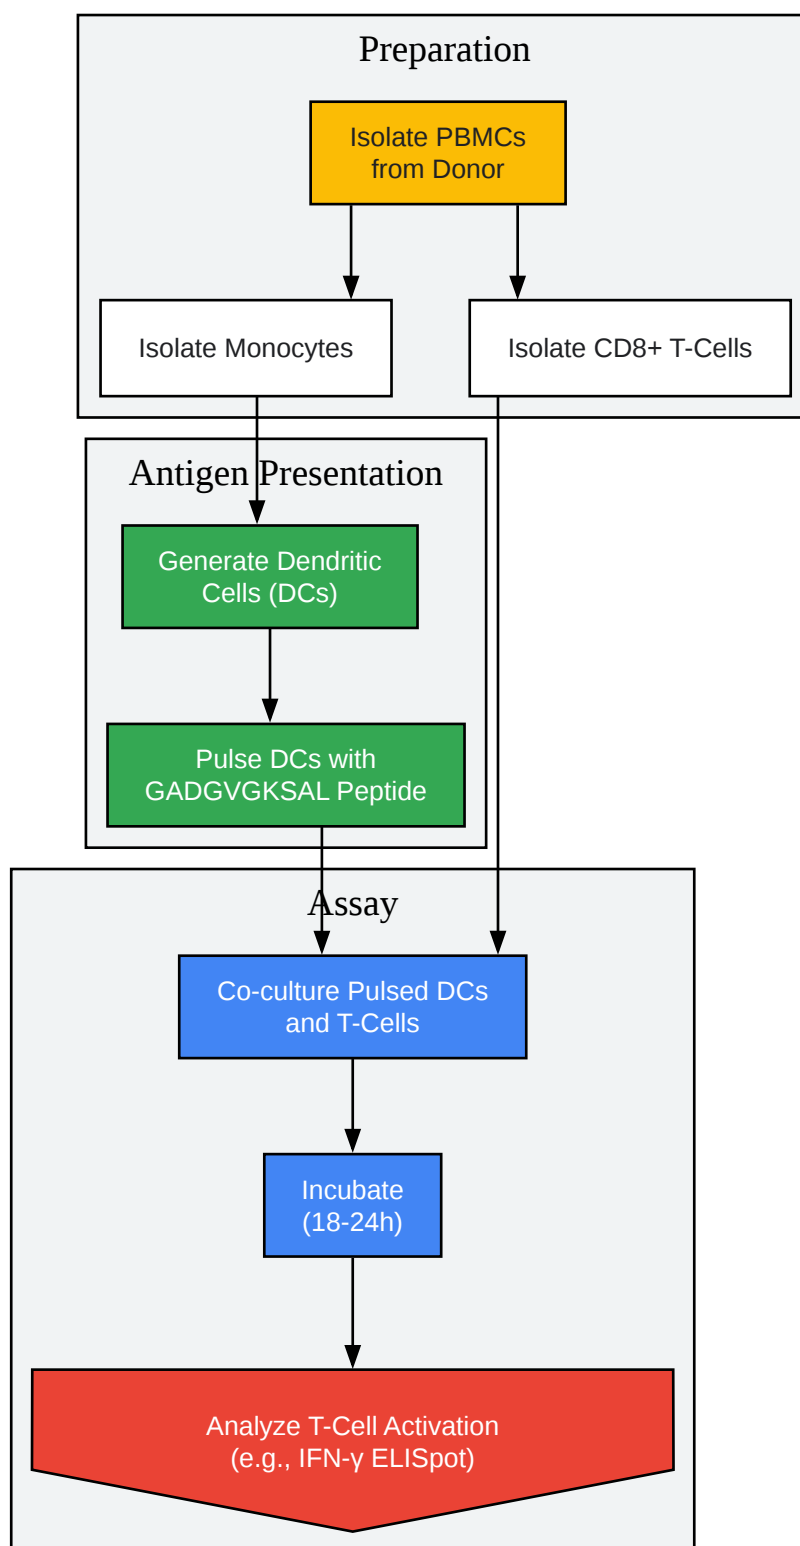 Preparation
Isolate PBMCs
from Donor
Isolate Monocytes
Isolate CD8+ T-Cells
Antigen Presentation
Generate Dendritic
Cells (DCs)
Pulse DCs with
GADGVGKSAL Peptide
Assay
Co-culture Pulsed DCs
and T-Cells
Incubate
(18-24h)
Analyze T-Cell Activation
(e.g., IFN-γ ELISpot)